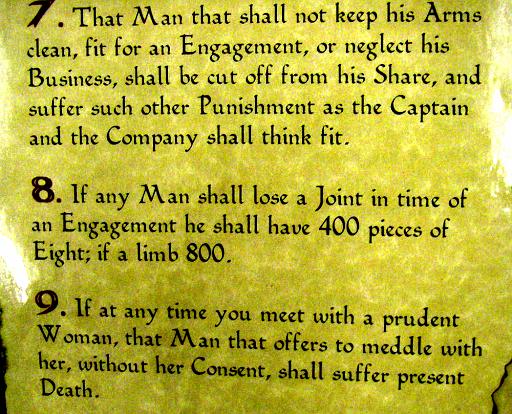 7. That Man that shall not keep his Arms
clean, fit for an Engagement, or neglect his
Business, shall be cut off from his Share, and
suffer such other Punishment as the Captain
and the Company shall think fit.
8. If any Man shall lose a Joint in time of
an Engagement he shall have 400 pieces of
Eight; if a limb 800.
9. If at any time you meet with a prudent
Woman, that Man that offers to meddle with
her, without her Consent, shall suffer present
Death.